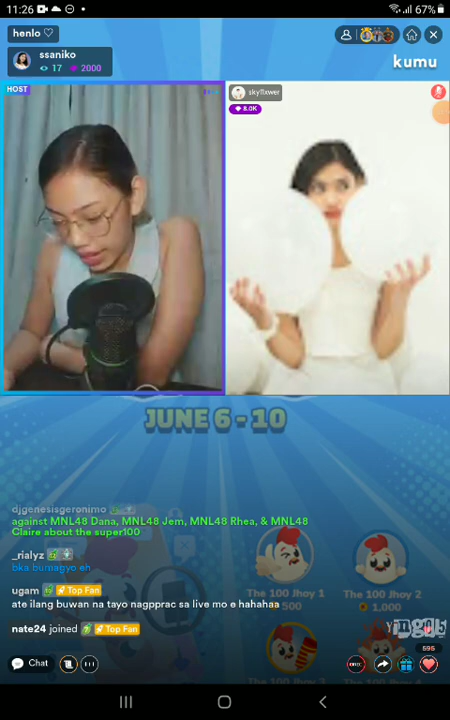 11:26
67%
henlo ♡
ssaniko
17 2000
kumu
HOST
sky11xwer
8.0K
JUNE 6 - 10
djgenesisgeronimo
against MNL48 Dana, MNL48 Jem, MNL48 Rhea, & MNL48
Claire about the super100
_rialyz
bka bumagyo eh
ugam Top Fan
ate ilang buwan na tayo nagpprac sa live mo e hahahaa
nate24 joined Top Fan
The 100 Jhoy 1
500
The 100 Jhoy 2
1,000
595
Chat